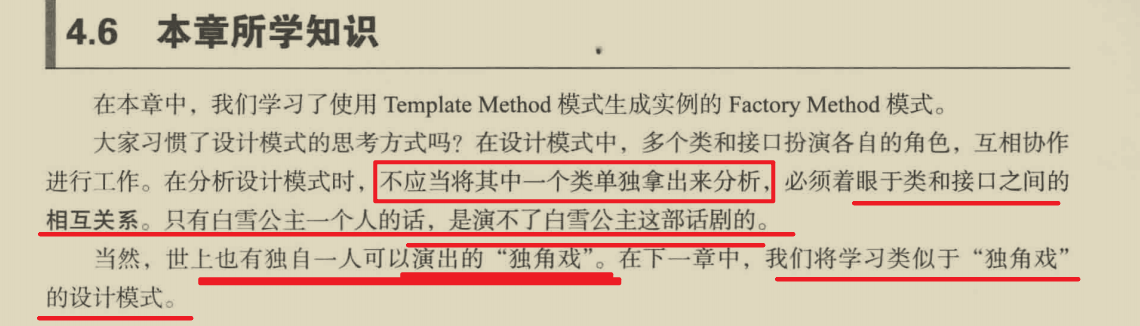 4.6 本章所学知识
在本章中，我们学习了使用 Template Method 模式生成实例的 Factory Method 模式。
大家习惯了设计模式的思考方式吗？在设计模式中，多个类和接口扮演各自的角色，互相协作
进行工作。在分析设计模式时，不应当将其中一个类单独拿出来分析，必须着眼于类和接口之间的
相互关系。只有白雪公主一个人的话，是演不了白雪公主这部话剧的。
当然，世上也有独自一人可以演出的“独角戏”。在下一章中，我们将学习类似于“独角戏”
的设计模式。